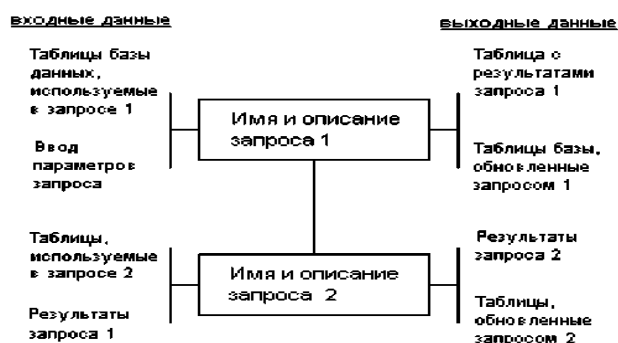 входные данные
выходные данные
Таблицы базы
данных,
используемые
в запросе 1
Ввод
параметров
запроса
Имя и описание
запроса 1
Таблица с
результатами
запроса 1
Таблицы базы,
обновленные
запросом 1
Таблицы,
используемые
в запросе 2
Результаты
запроса 1
Имя и описание
запроса 2
Результаты
запроса 2
Таблицы,
обновленные
запросом 2